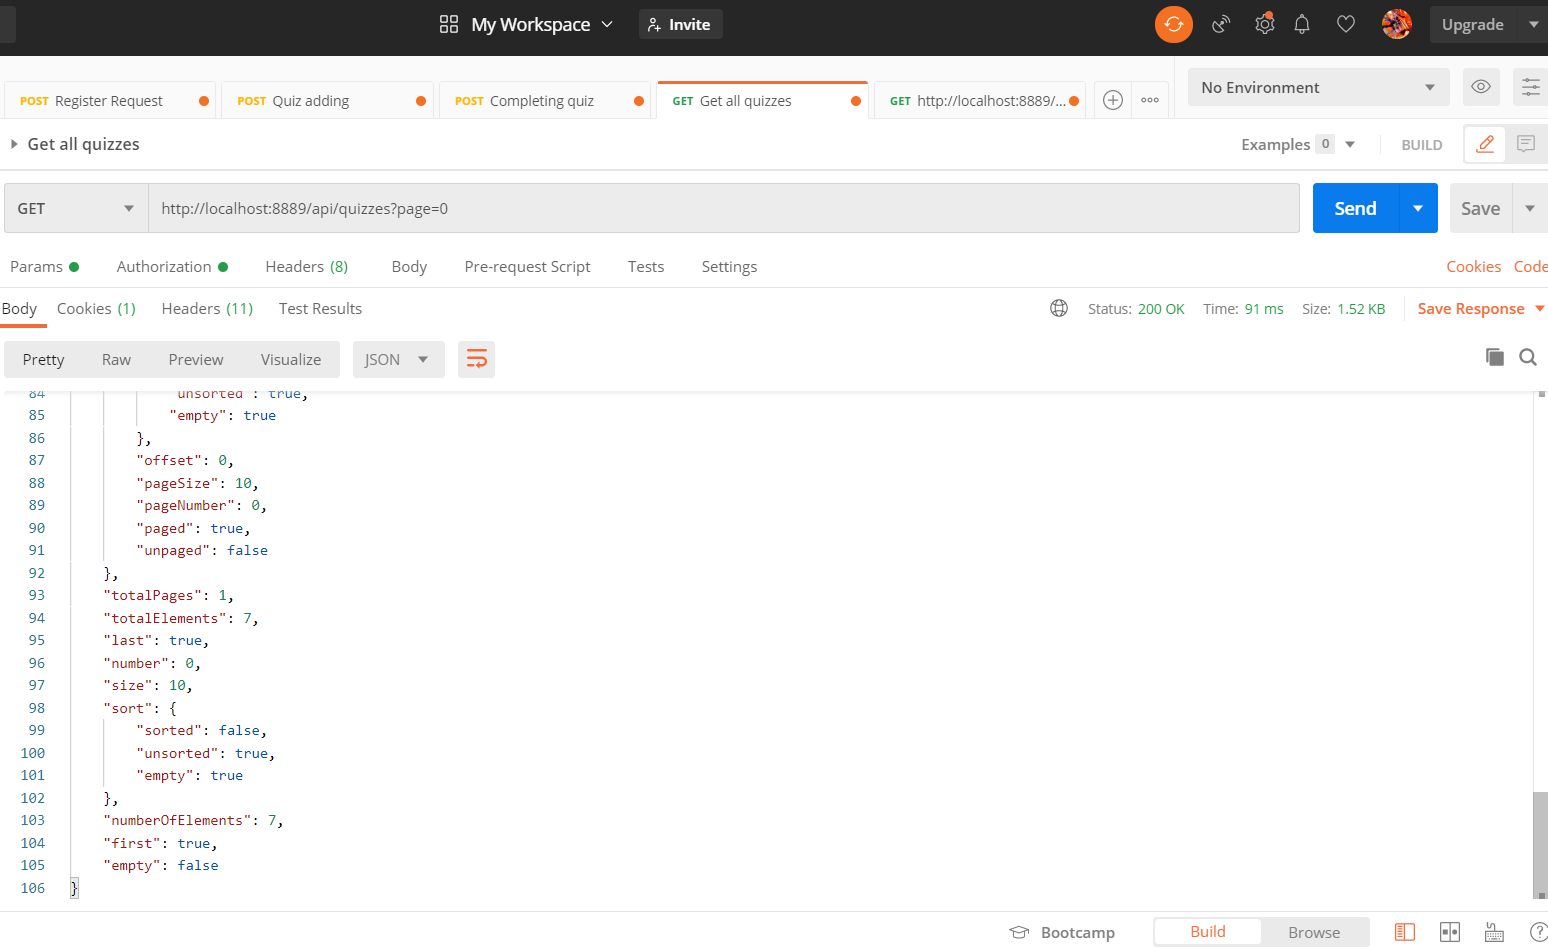 My Workspace Invite Upgrade
POST Register Request POST Quiz adding POST Completing quiz GET Get all quizzes GET http://localhost:8889/... No Environment
Get all quizzes Examples 0 BUILD
GET http://localhost:8889/api/quizzes?page=0 Send Save
Params Authorization Headers (8) Body Pre-request Script Tests Settings Cookies Code
Body Cookies (1) Headers (11) Test Results Status: 200 OK Time: 91 ms Size: 1.52 KB Save Response
Pretty Raw Preview Visualize JSON
84 "unsorted": true,
85 "empty": true
86 },
87 "offset": 0,
88 "pageSize": 10,
89 "pageNumber": 0,
90 "paged": true,
91 "unpaged": false
92 },
93 "totalPages": 1,
94 "totalElements": 7,
95 "last": true,
96 "number": 0,
97 "size": 10,
98 "sort": {
99 "sorted": false,
100 "unsorted": true,
101 "empty": true
102 },
103 "numberOfElements": 7,
104 "first": true,
105 "empty": false
106 }
Bootcamp Build Browse